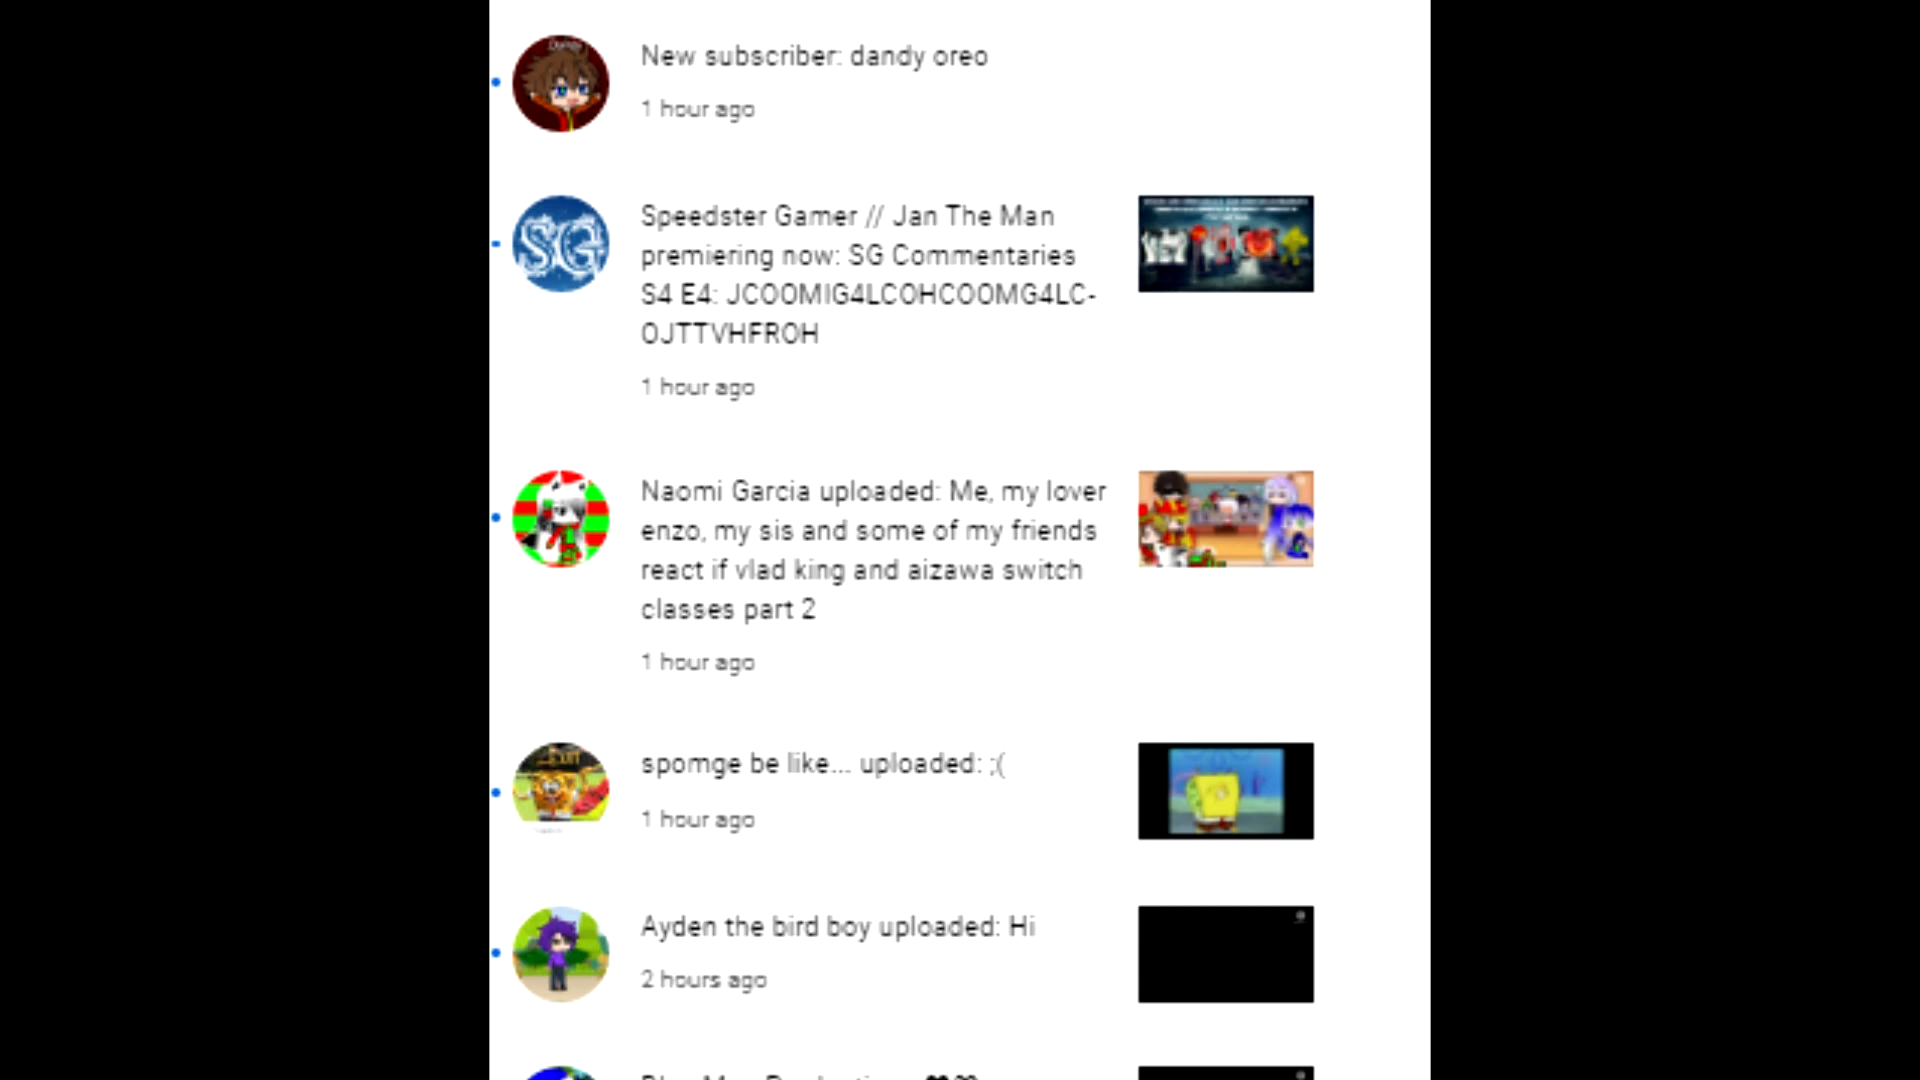 New subscriber: dandy oreo
1 hour ago
SG
Speedster Gamer // Jan The Man
premiering now: SG Commentaries
S4 E4: JCOOMIG4LCOHCOOMG4LC-
OJTTVHFROH
1 hour ago
Naomi Garcia uploaded: Me, my lover
enzo, my sis and some of my friends
react if vlad king and aizawa switch
classes part 2
1 hour ago
spomge be like... uploaded: ;(
1 hour ago
Ayden the bird boy uploaded: Hi
2 hours ago